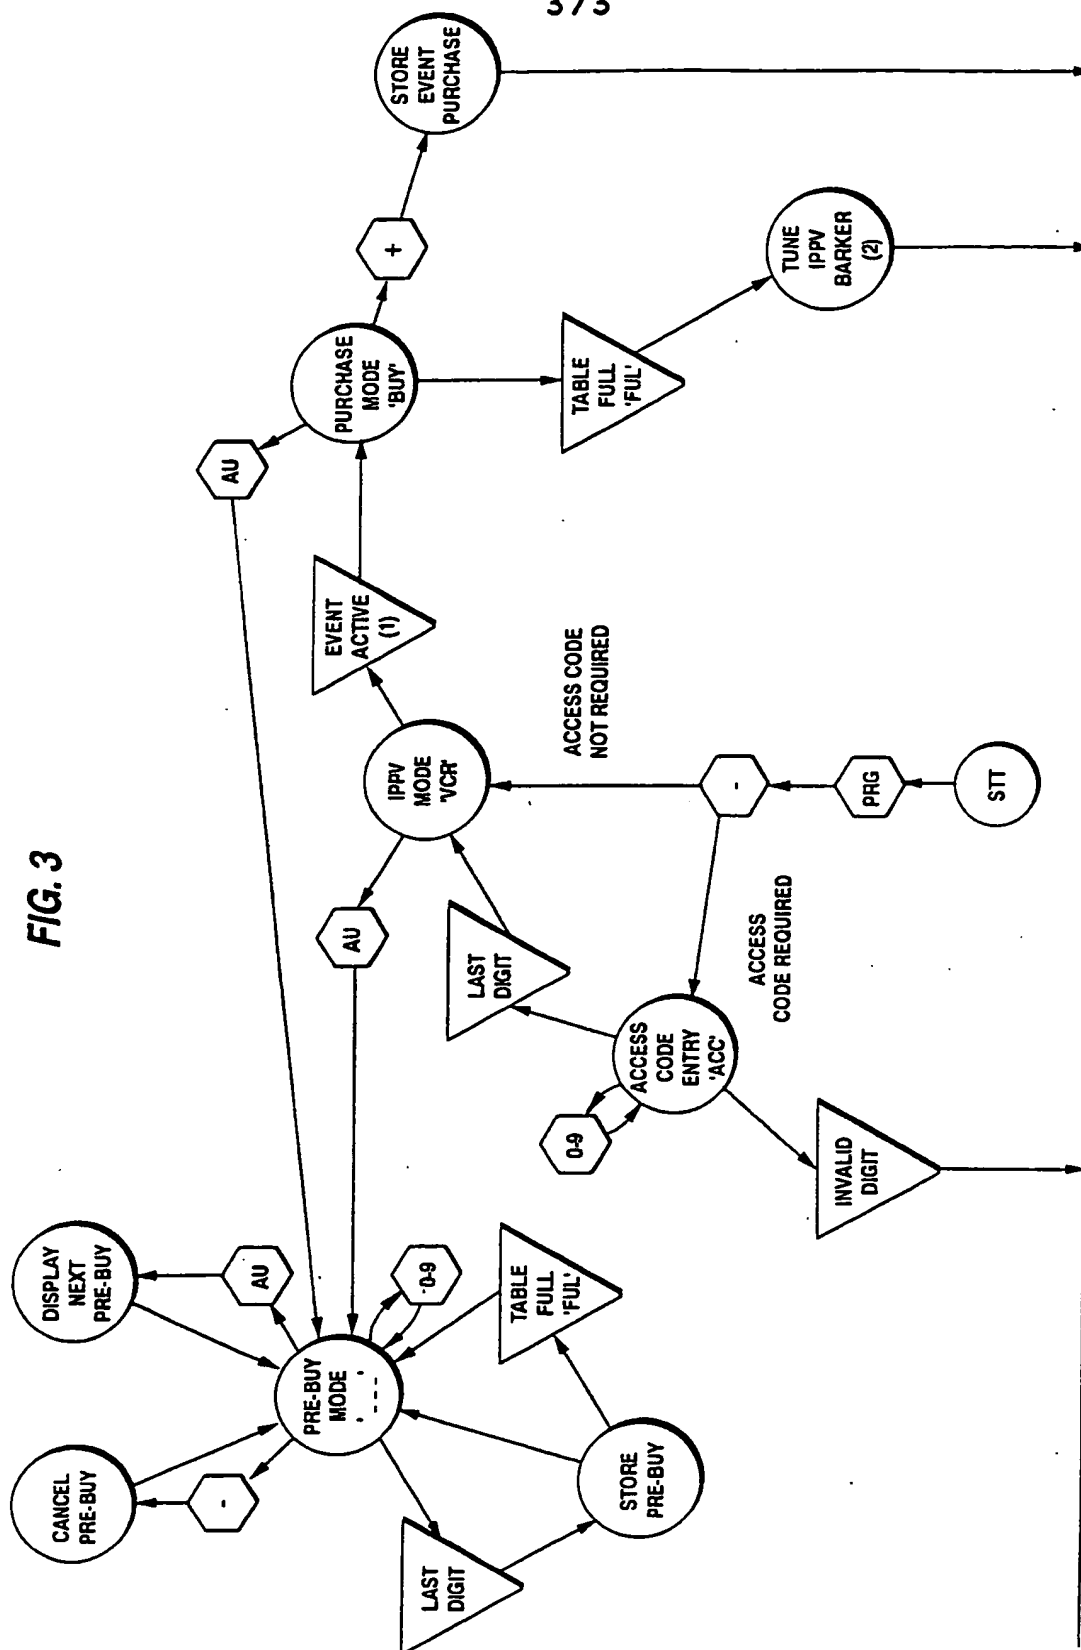 3/3
FIG. 3
CANCEL
PRE-BUY
-
DISPLAY
NEXT
PRE-BUY
AU
PRE-BUY
MODE
'---'
0-9
LAST
DIGIT
STORE
PRE-BUY
TABLE
FULL
'FUL'
AU
AU
IPPV
MODE
'VCR'
EVENT
ACTIVE
(1)
PURCHASE
MODE
'BUY'
+
STORE
EVENT
PURCHASE
TABLE
FULL
'FUL'
TUNE
IPPV
BARKER
(2)
LAST
DIGIT
0-9
ACCESS
CODE
ENTRY
'ACC'
INVALID
DIGIT
ACCESS
CODE REQUIRED
ACCESS CODE
NOT REQUIRED
-
PRG
STT